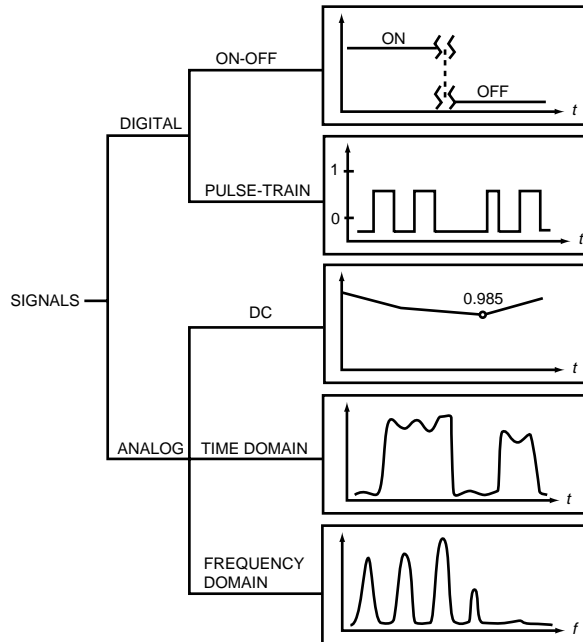 ON
OFF
t
ON-OFF
DIGITAL
PULSE-TRAIN
1
0
t
SIGNALS
DC
0.985
t
ANALOG
TIME DOMAIN
t
FREQUENCY
DOMAIN
f